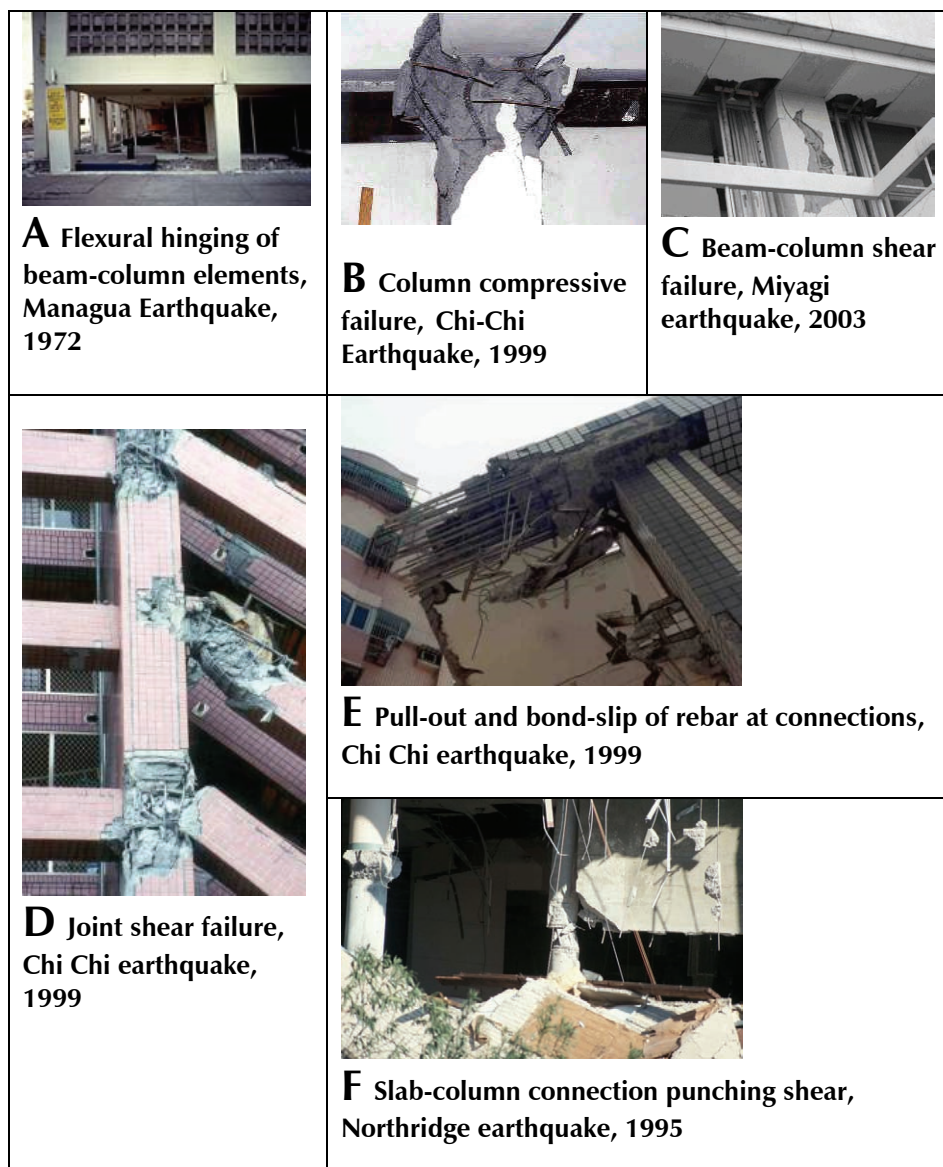 A Flexural hinging of
beam-column elements,
Managua Earthquake,
1972
B Column compressive
failure, Chi-Chi
Earthquake, 1999
C Beam-column shear
failure, Miyagi
earthquake, 2003
D Joint shear failure,
Chi Chi earthquake,
1999
E Pull-out and bond-slip of rebar at connections,
Chi Chi earthquake, 1999
F Slab-column connection punching shear,
Northridge earthquake, 1995